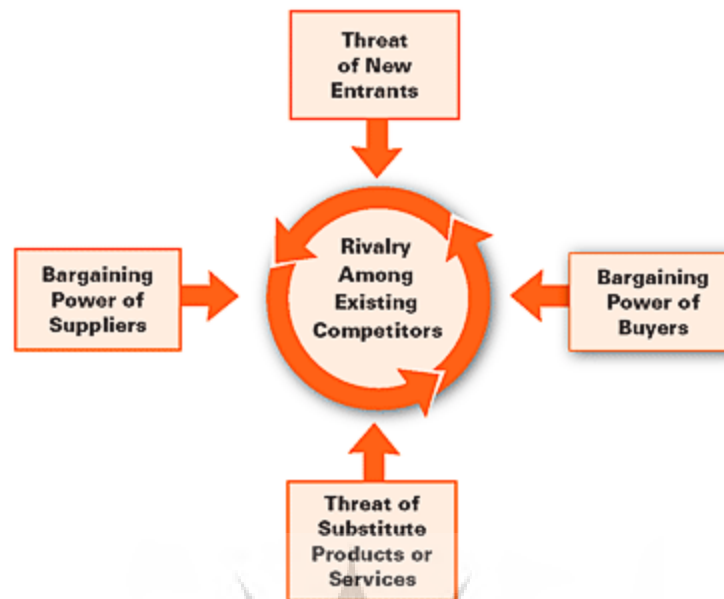 Threat
of New
Entrants
Bargaining
Power of
Suppliers
Rivalry
Among
Existing
Competitors
Bargaining
Power of
Buyers
Threat of
Substitute
Products or
Services